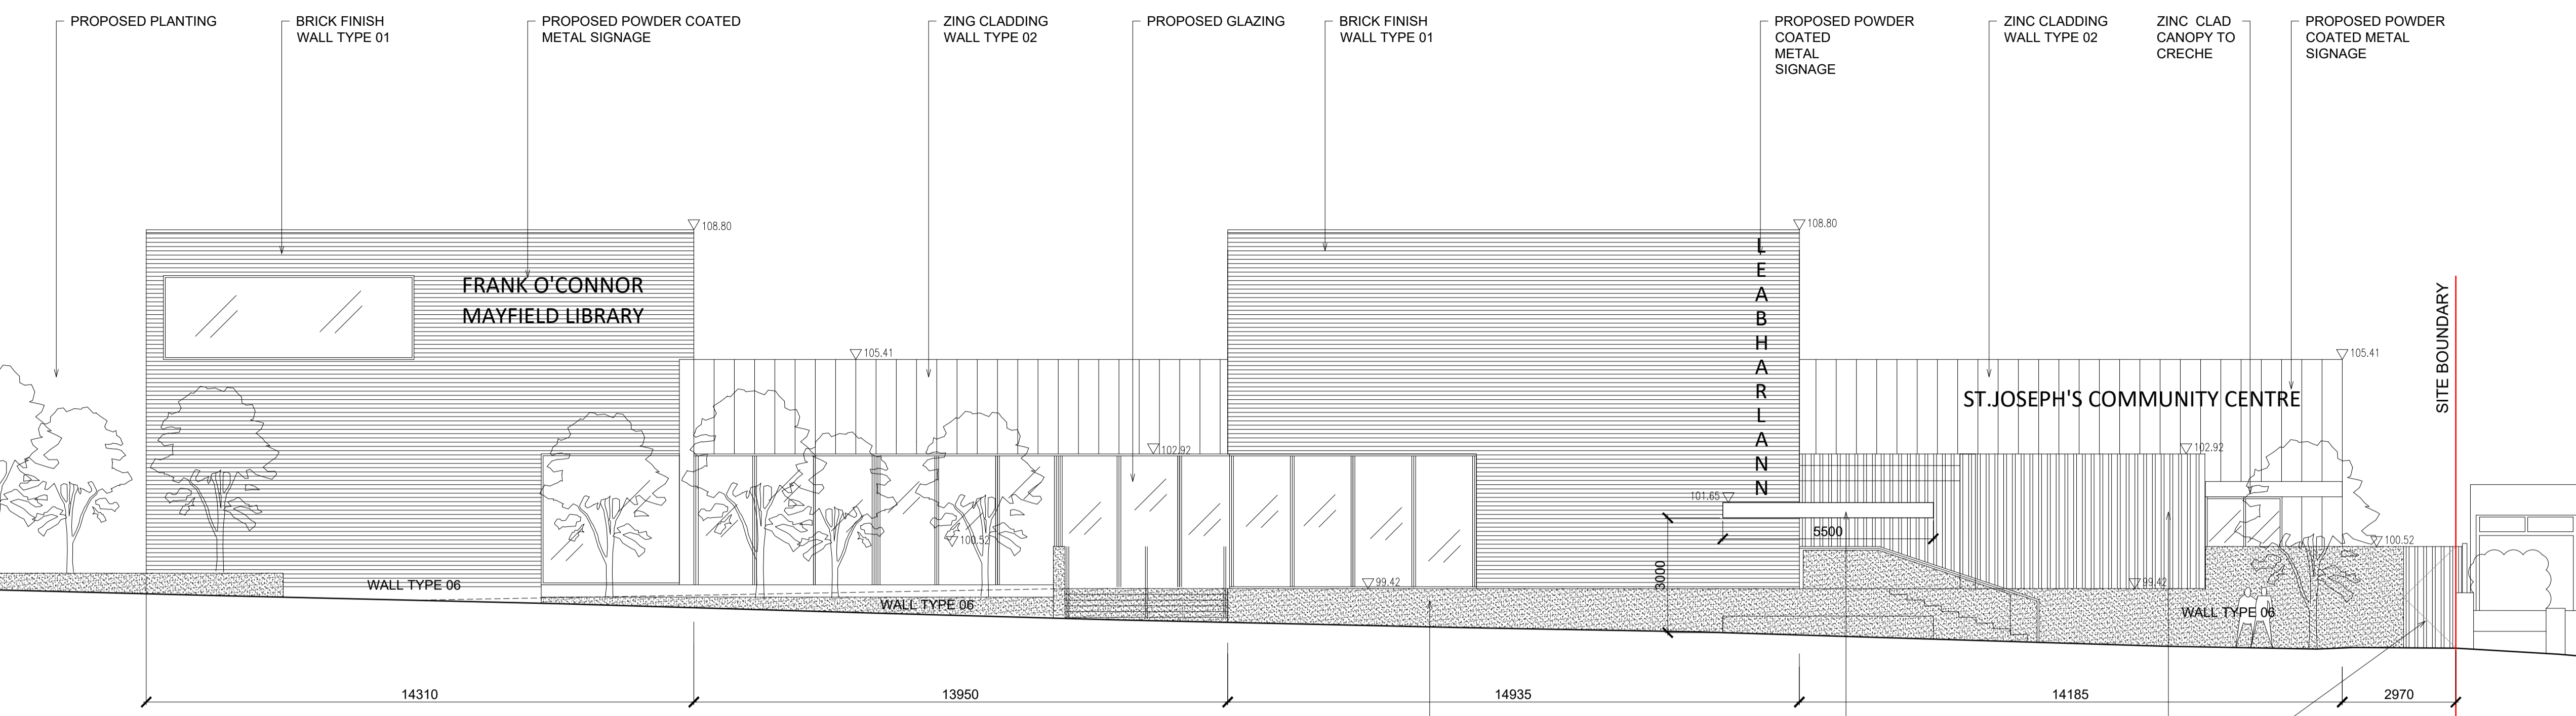 PROPOSED PLANTING
BRICK FINISH
WALL TYPE 01
PROPOSED POWDER COATED
METAL SIGNAGE
ZING CLADDING
WALL TYPE 02
PROPOSED GLAZING
BRICK FINISH
WALL TYPE 01
PROPOSED POWDER
COATED
METAL
SIGNAGE
ZINC CLADDING
WALL TYPE 02
ZINC CLAD
CANOPY TO
CRECHE
PROPOSED POWDER
COATED METAL
SIGNAGE
108.80
108.80
FRANK O'CONNOR
MAYFIELD LIBRARY
LEABHARLANN
SITE BOUNDARY
105.41
105.41
ST.JOSEPH'S COMMUNITY CENTRE
102.92
102.92
101.65
5500
100.52
100.52
3000
99.42
99.42
WALL TYPE 06
WALL TYPE 06
WALL TYPE 06
14310
13950
14935
14185
2970